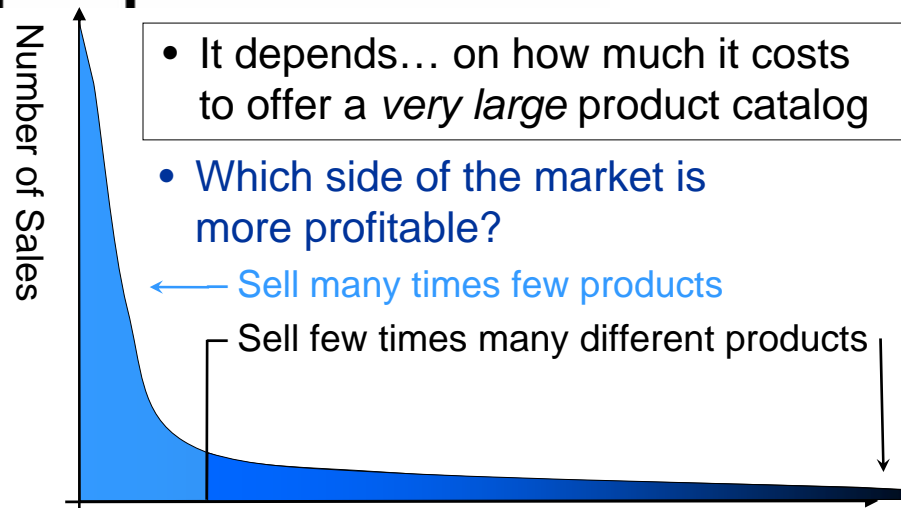 Number of Sales
• It depends… on how much it costs
to offer a very large product catalog
• Which side of the market is
more profitable?
Sell many times few products
Sell few times many different products